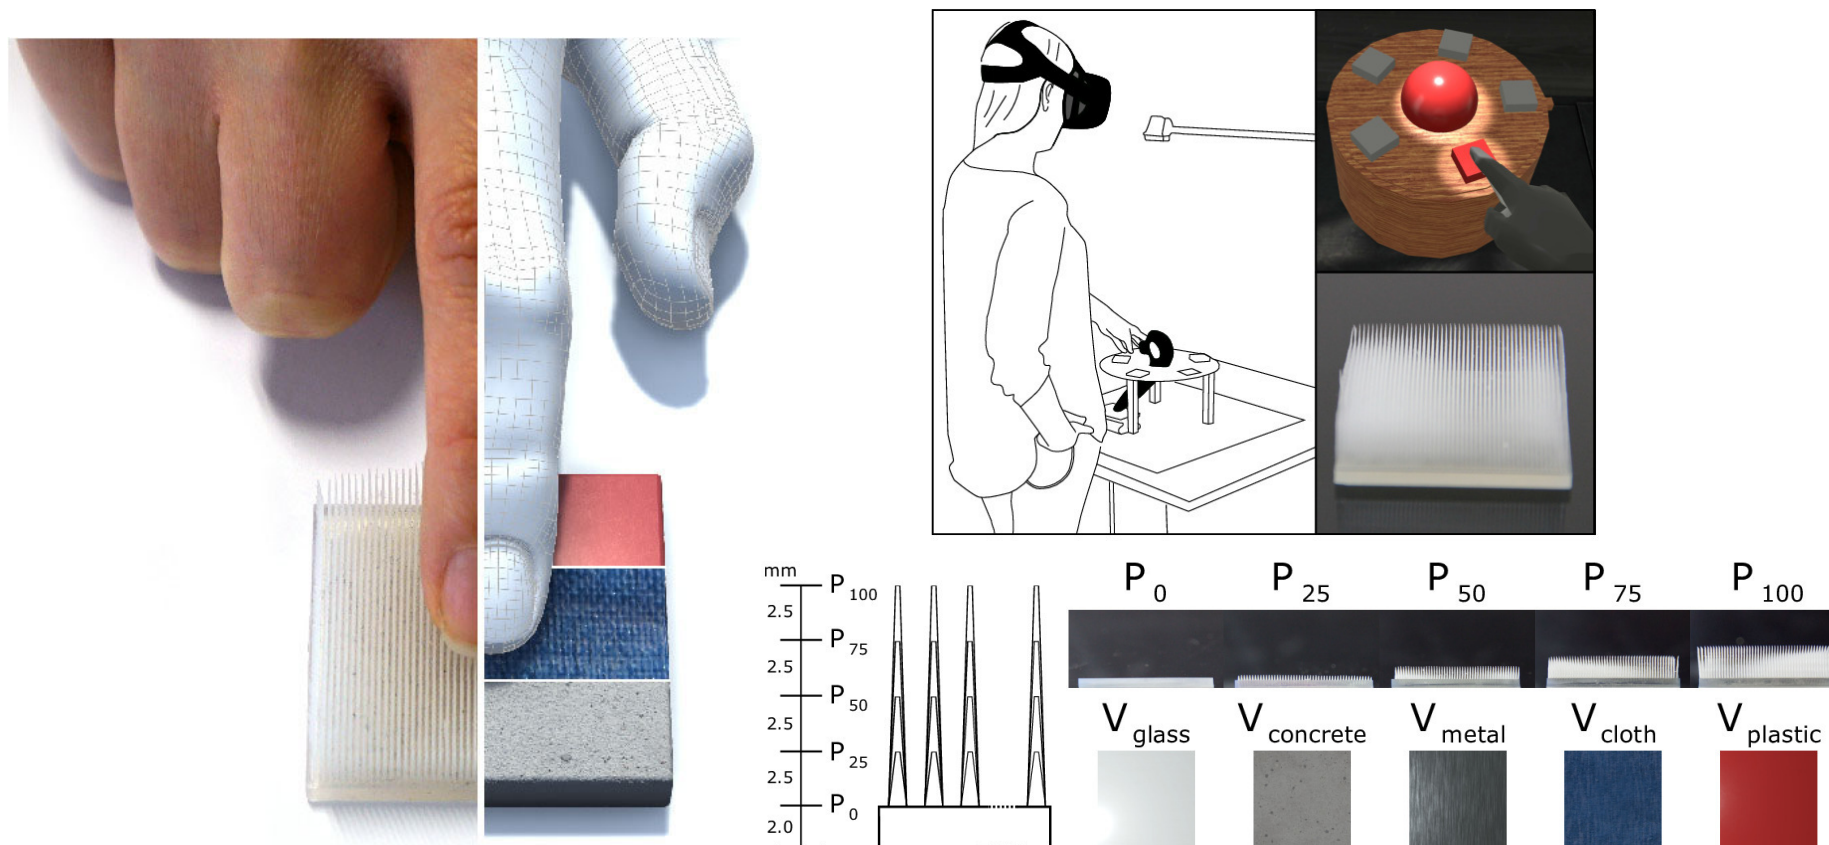 mm
P 100
2.5
P 75
2.5
P 50
2.5
P 25
2.5
P 0
2.0
P 0 P 25 P 50 P 75 P 100
V glass V concrete V metal V cloth V plastic